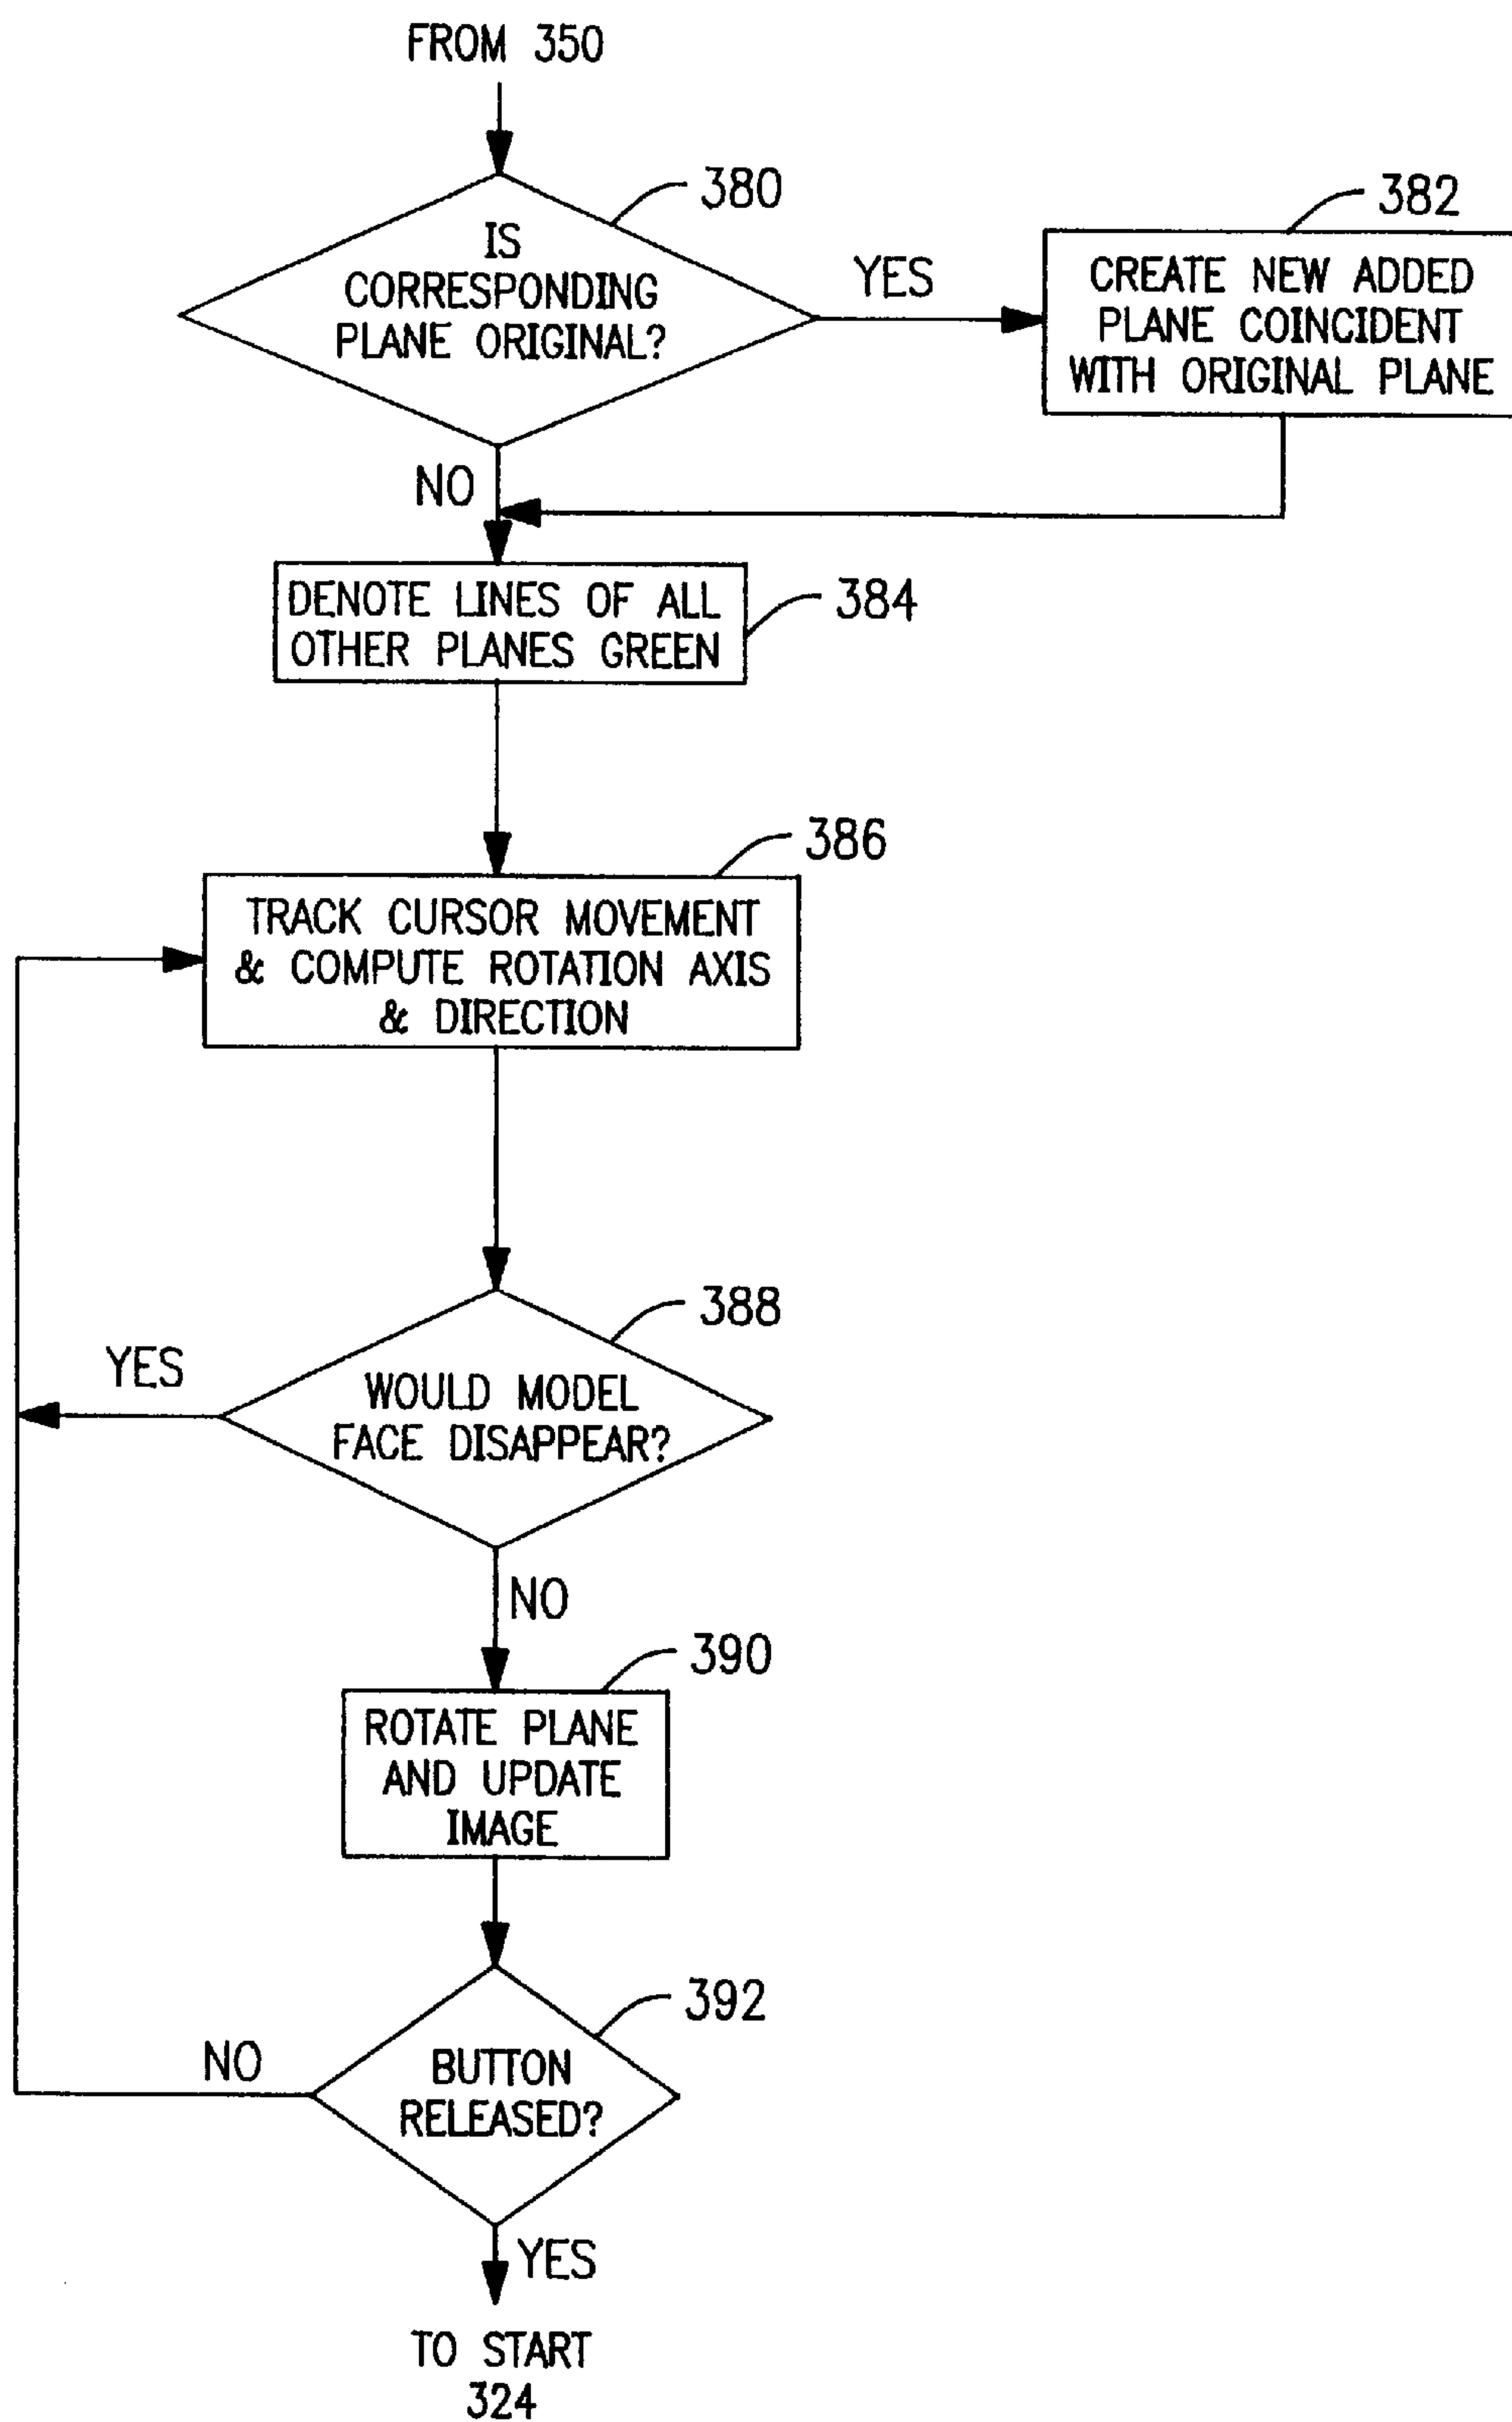 FROM 350
380
IS
CORRESPONDING
PLANE ORIGINAL?
YES
382
CREATE NEW ADDED
PLANE COINCIDENT
WITH ORIGINAL PLANE
NO
DENOTE LINES OF ALL
OTHER PLANES GREEN
384
386
TRACK CURSOR MOVEMENT
& COMPUTE ROTATION AXIS
& DIRECTION
388
YES
WOULD MODEL
FACE DISAPPEAR?
NO
390
ROTATE PLANE
AND UPDATE
IMAGE
392
NO
BUTTON
RELEASED?
YES
TO START
324